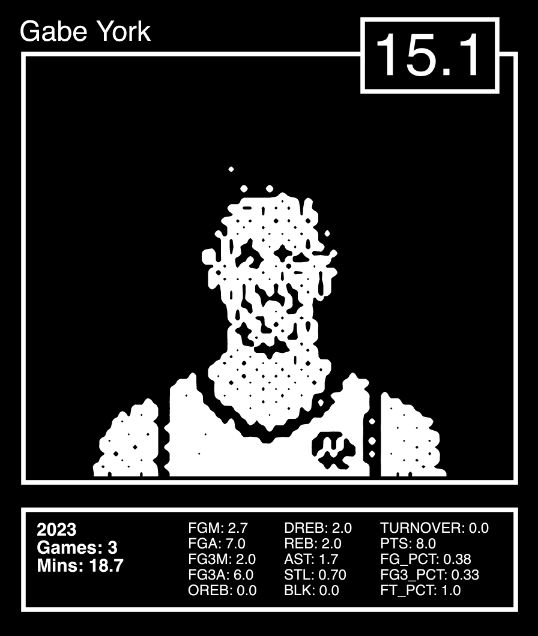 Gabe York
15.1
2023
Games: 3
Mins: 18.7
FGM: 2.7
FGA: 7.0
FG3M: 2.0
FG3A: 6.0
OREB: 0.0
DREB: 2.0
REB: 2.0
AST: 1.7
STL: 0.70
BLK: 0.0
TURNOVER: 0.0
PTS: 8.0
FG_PCT: 0.38
FG3_PCT: 0.33
FT_PCT: 1.0